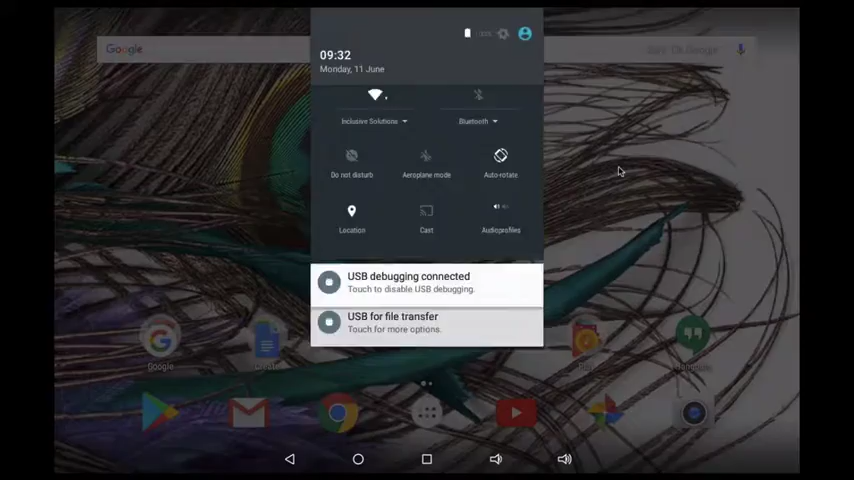 09:32
Monday, 11 June
Google
Inclusive Solutions
Bluetooth
Do not disturb
Aeroplane mode
Auto-rotate
Location
Cast
Audioprofiles
USB debugging connected
Touch to disable USB debugging.
USB for file transfer
Touch for more options.
Google
Create